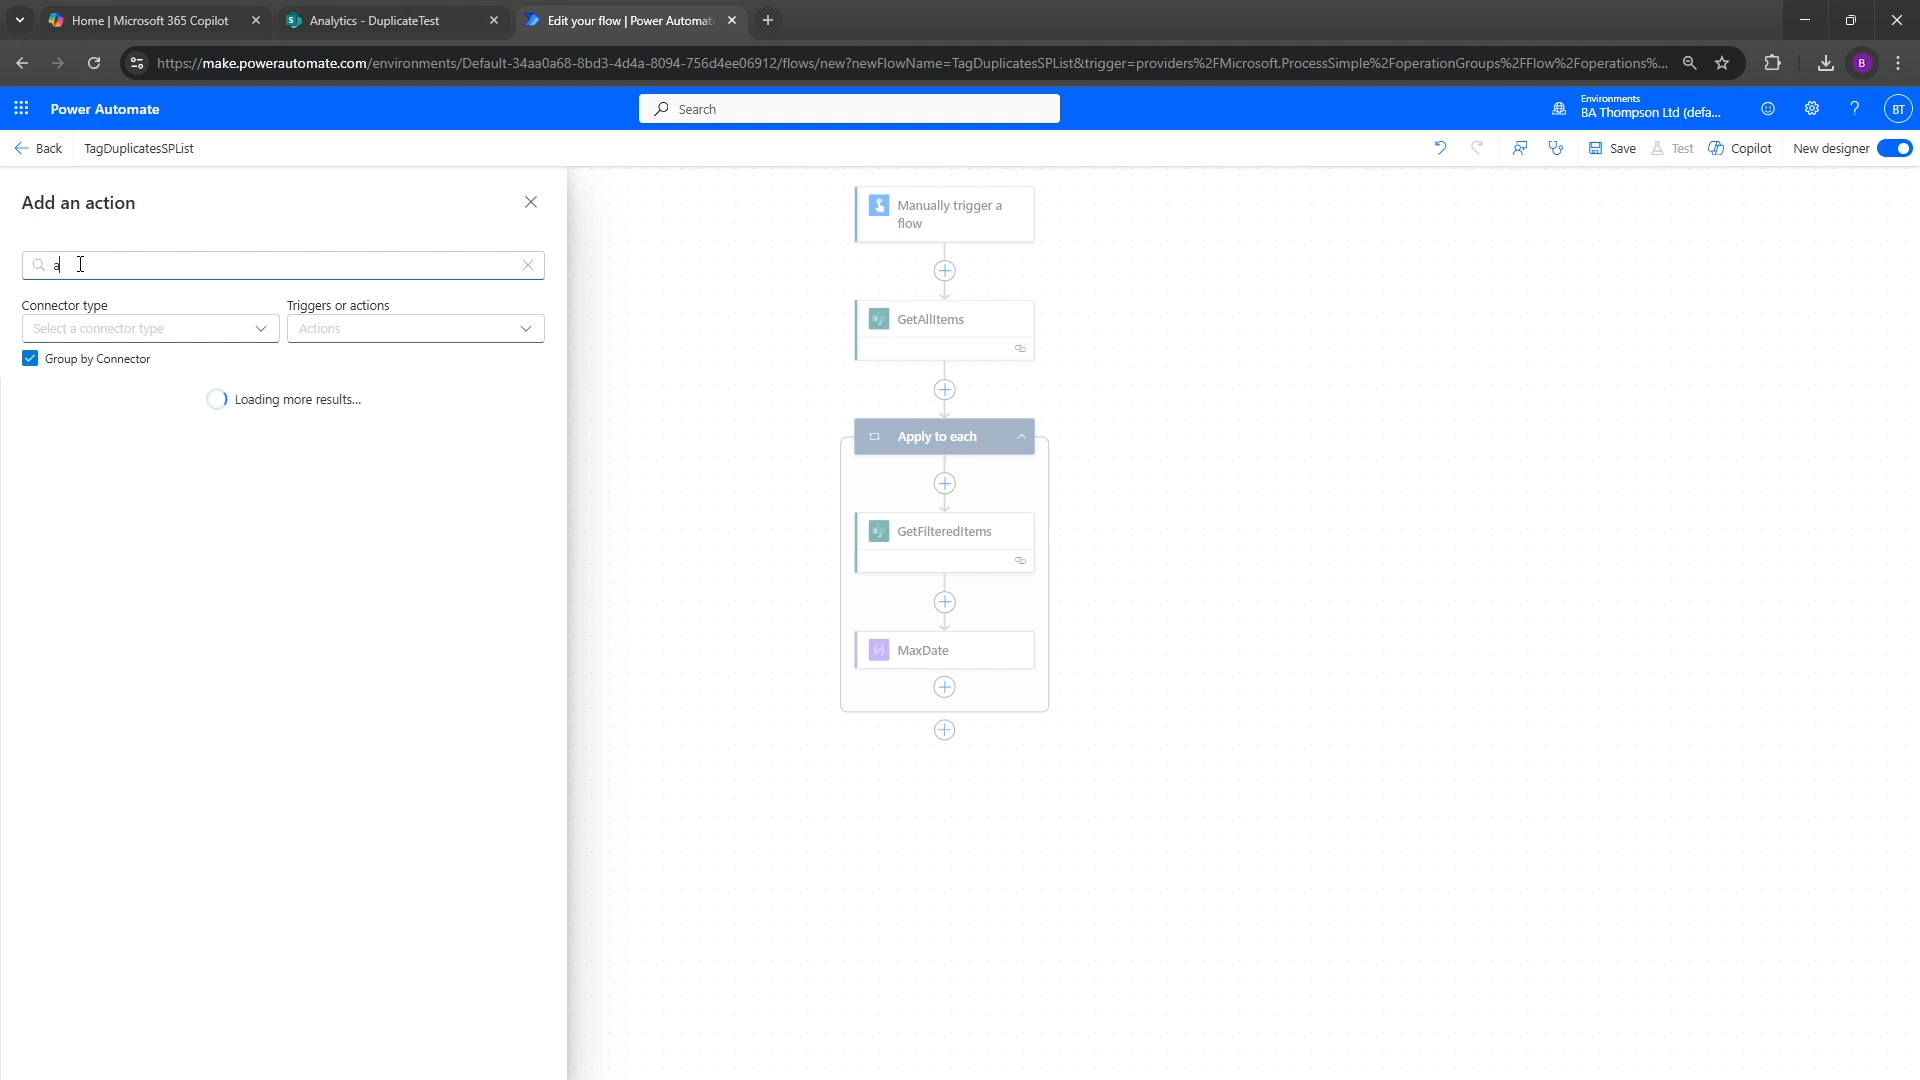 Home | Microsoft 365 Copilot
Analytics - DuplicateTest
Edit your flow | Power Automat
https://make.powerautomate.com/environments/Default-34aa0a68-8bd3-4d4a-8094-756d4ee06912/flows/new?newFlowName=TagDuplicatesSPList&trigger=providers%2FMicrosoft.ProcessSimple%2FoperationGroups%2FFlow%2Foperations%...
B
Power Automate
Search
Environments
BA Thompson Ltd (defa...
BT
Back
TagDuplicatesSPList
Save
Test
Copilot
New designer
Add an action
a
Connector type
Triggers or actions
Select a connector type
Actions
Group by Connector
Loading more results...
Manually trigger a
flow
GetAllItems
Apply to each
GetFilteredItems
MaxDate